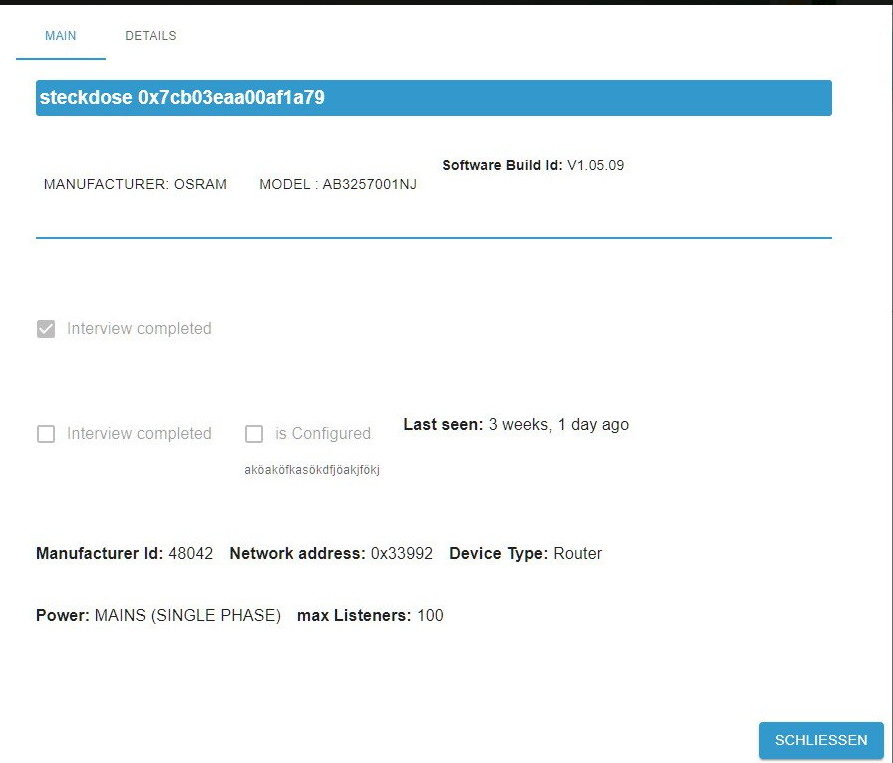 MAIN DETAILS
steckdose 0x7cb03eaa00af1a79
Software Build Id: V1.05.09
MANUFACTURER: OSRAM MODEL : AB3257001NJ
Interview completed
Last seen: 3 weeks, 1 day ago
Interview completed is Configured
aköaköfkasökdfjöakjfökj
Manufacturer Id: 48042 Network address: 0x33992 Device Type: Router
Power: MAINS (SINGLE PHASE) max Listeners: 100
SCHLIESSEN